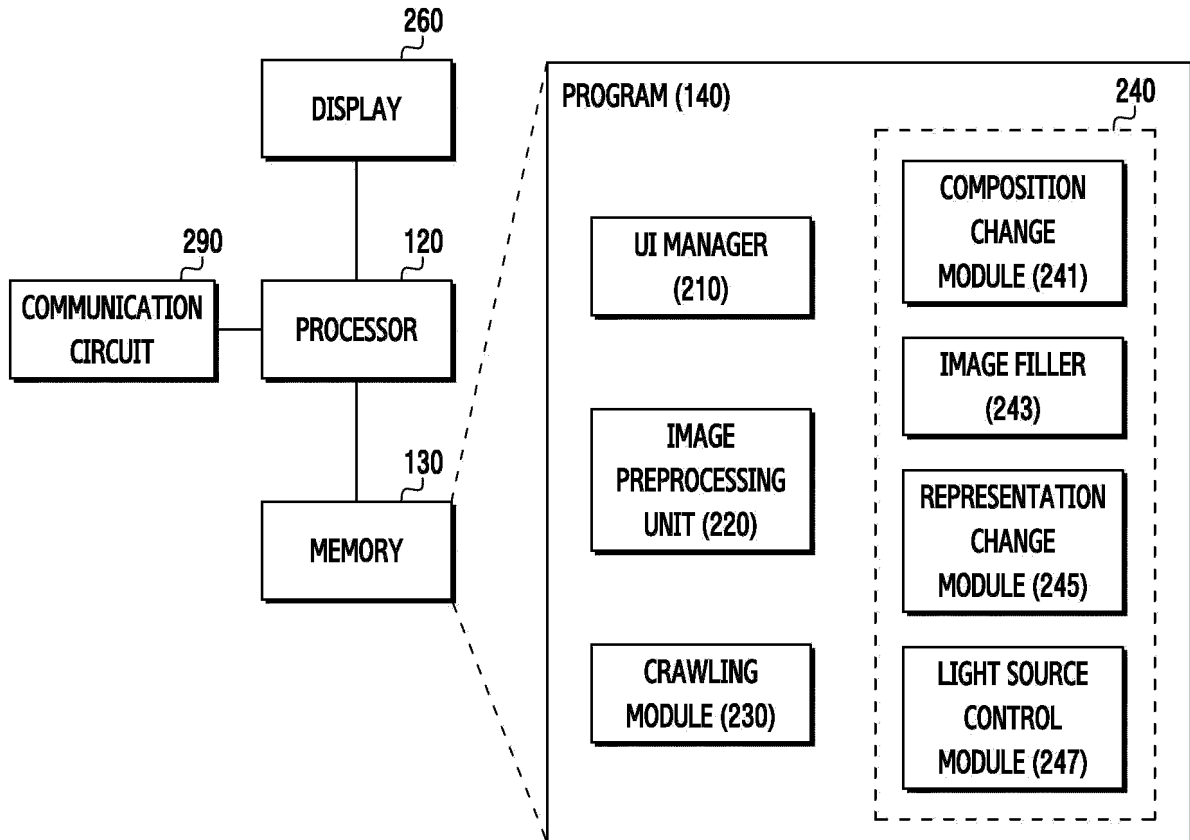 260
DISPLAY
290
COMMUNICATION
CIRCUIT
120
PROCESSOR
130
MEMORY
PROGRAM (140)
UI MANAGER
(210)
IMAGE
PREPROCESSING
UNIT (220)
CRAWLING
MODULE (230)
240
COMPOSITION
CHANGE
MODULE (241)
IMAGE FILLER
(243)
REPRESENTATION
CHANGE
MODULE (245)
LIGHT SOURCE
CONTROL
MODULE (247)